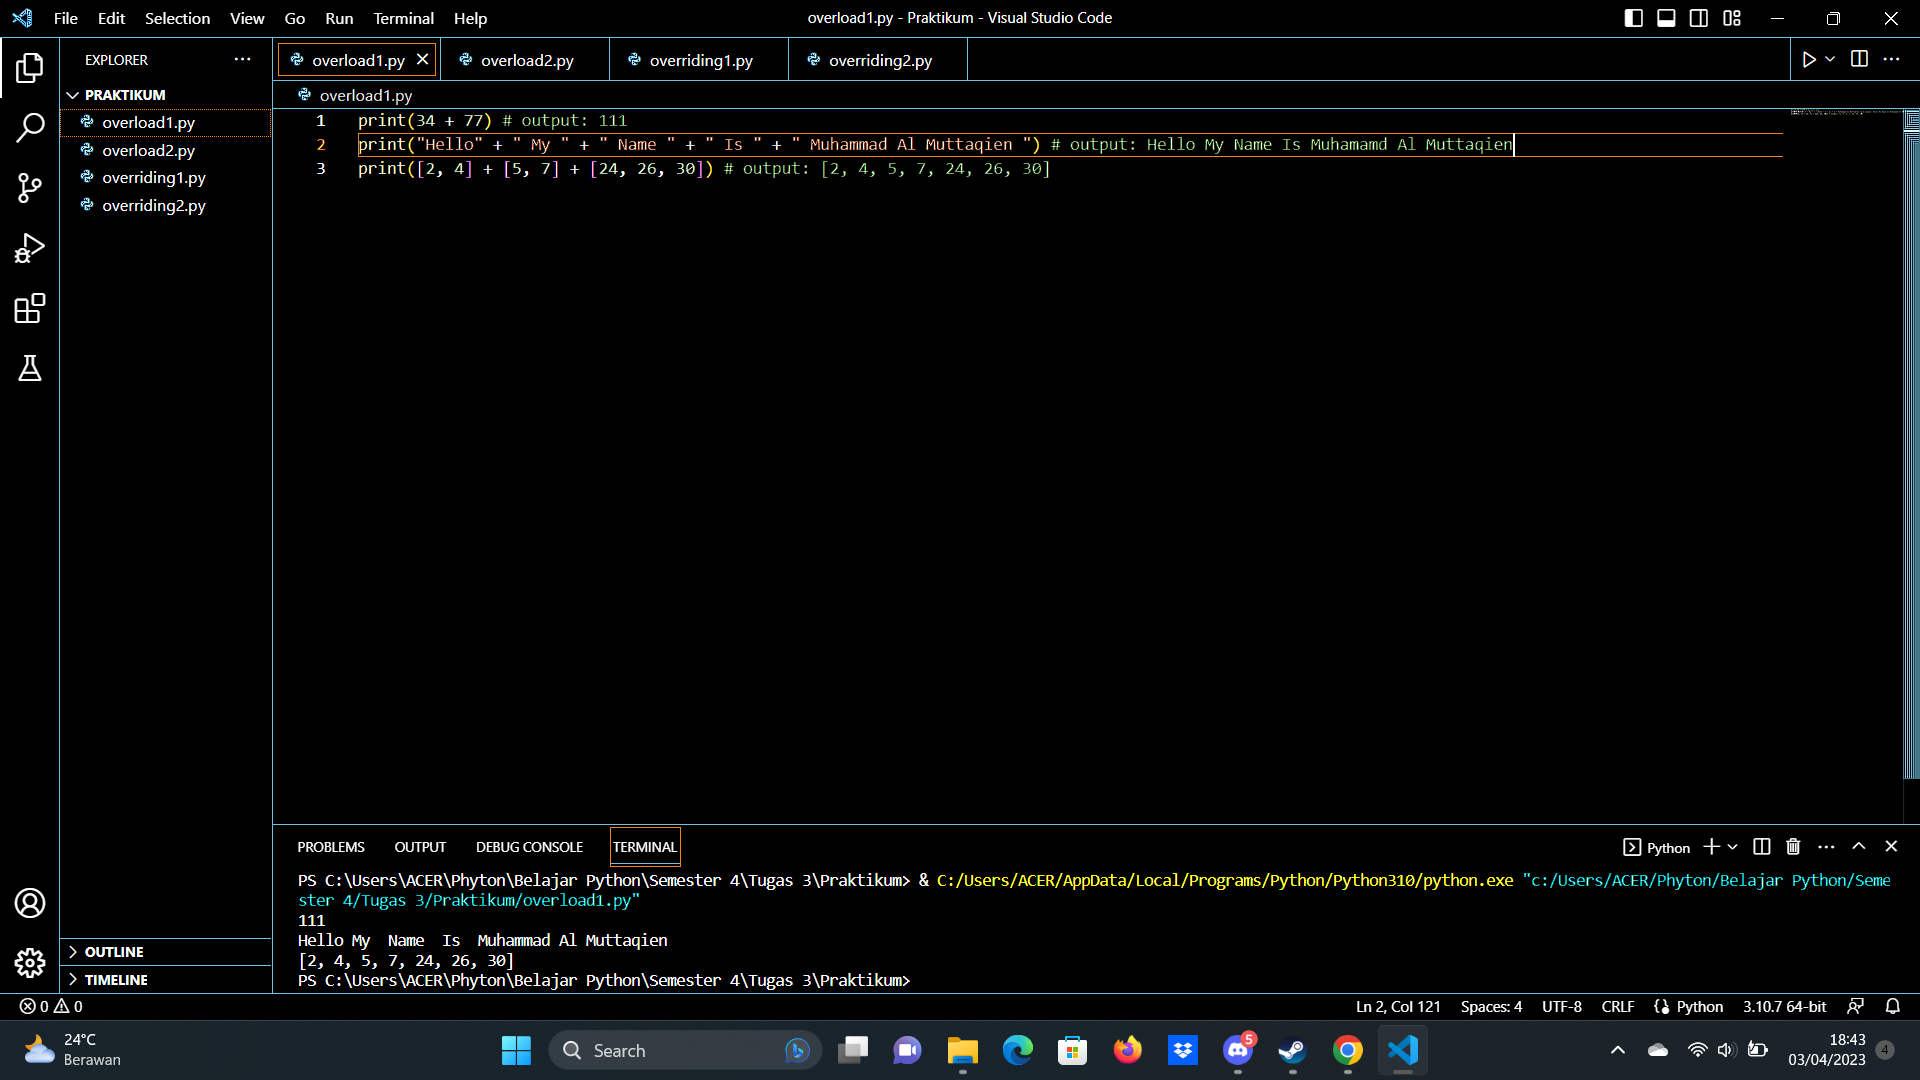 File Edit Selection View Go Run Terminal Help
overload1.py - Praktikum - Visual Studio Code
EXPLORER
PRAKTIKUM
overload1.py
overload2.py
overriding1.py
overriding2.py
OUTLINE
TIMELINE
overload1.py overload2.py overriding1.py overriding2.py
overload1.py
1 print(34 + 77) # output: 111
2 print("Hello" + " My " + " Name " + " Is " + " Muhammad Al Muttaqien ") # output: Hello My Name Is Muhamamd Al Muttaqien
3 print([2, 4] + [5, 7] + [24, 26, 30]) # output: [2, 4, 5, 7, 24, 26, 30]
PROBLEMS OUTPUT DEBUG CONSOLE TERMINAL
Python
PS C:\Users\ACER\Phyton\Belajar Python\Semester 4\Tugas 3\Praktikum> & C:/Users/ACER/AppData/Local/Programs/Python/Python310/python.exe "c:/Users/ACER/Phyton/Belajar Python/Seme
ster 4/Tugas 3/Praktikum/overload1.py"
111
Hello My  Name  Is  Muhammad Al Muttaqien
[2, 4, 5, 7, 24, 26, 30]
PS C:\Users\ACER\Phyton\Belajar Python\Semester 4\Tugas 3\Praktikum>
0 0
Ln 2, Col 121 Spaces: 4 UTF-8 CRLF Python 3.10.7 64-bit
24°C
Berawan
Search
5
18:43
03/04/2023
4